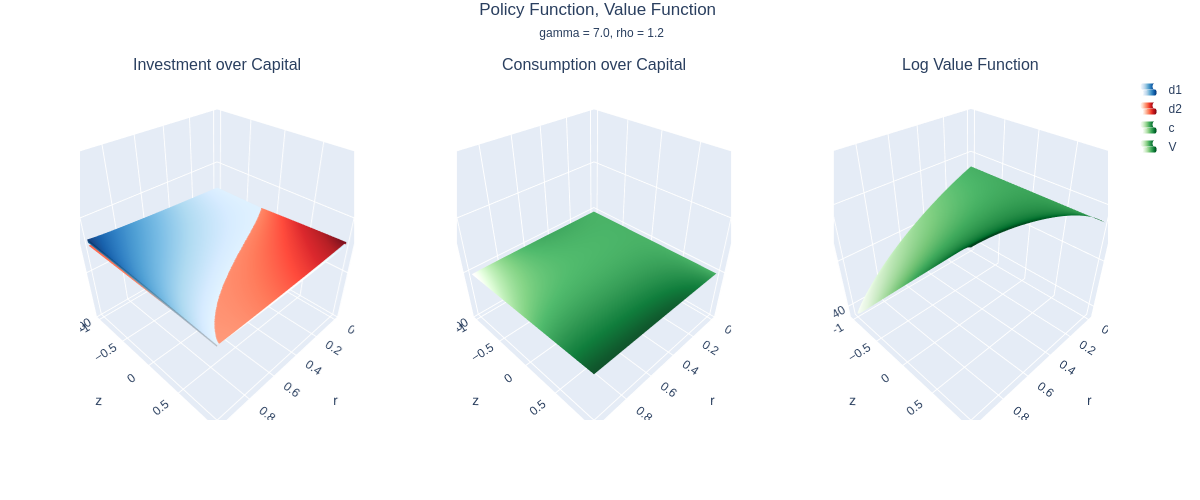 Policy Function, Value Function
gamma = 7.0, rho = 1.2
Investment over Capital
Consumption over Capital
Log Value Function
d1
d2
c
V
−0.5
0
0.5
z
0
0.2
0.4
0.6
0.8
r
−0.5
0
0.5
z
0
0.2
0.4
0.6
0.8
r
40
-1
−0.5
0
0.5
z
0
0.2
0.4
0.6
0.8
r